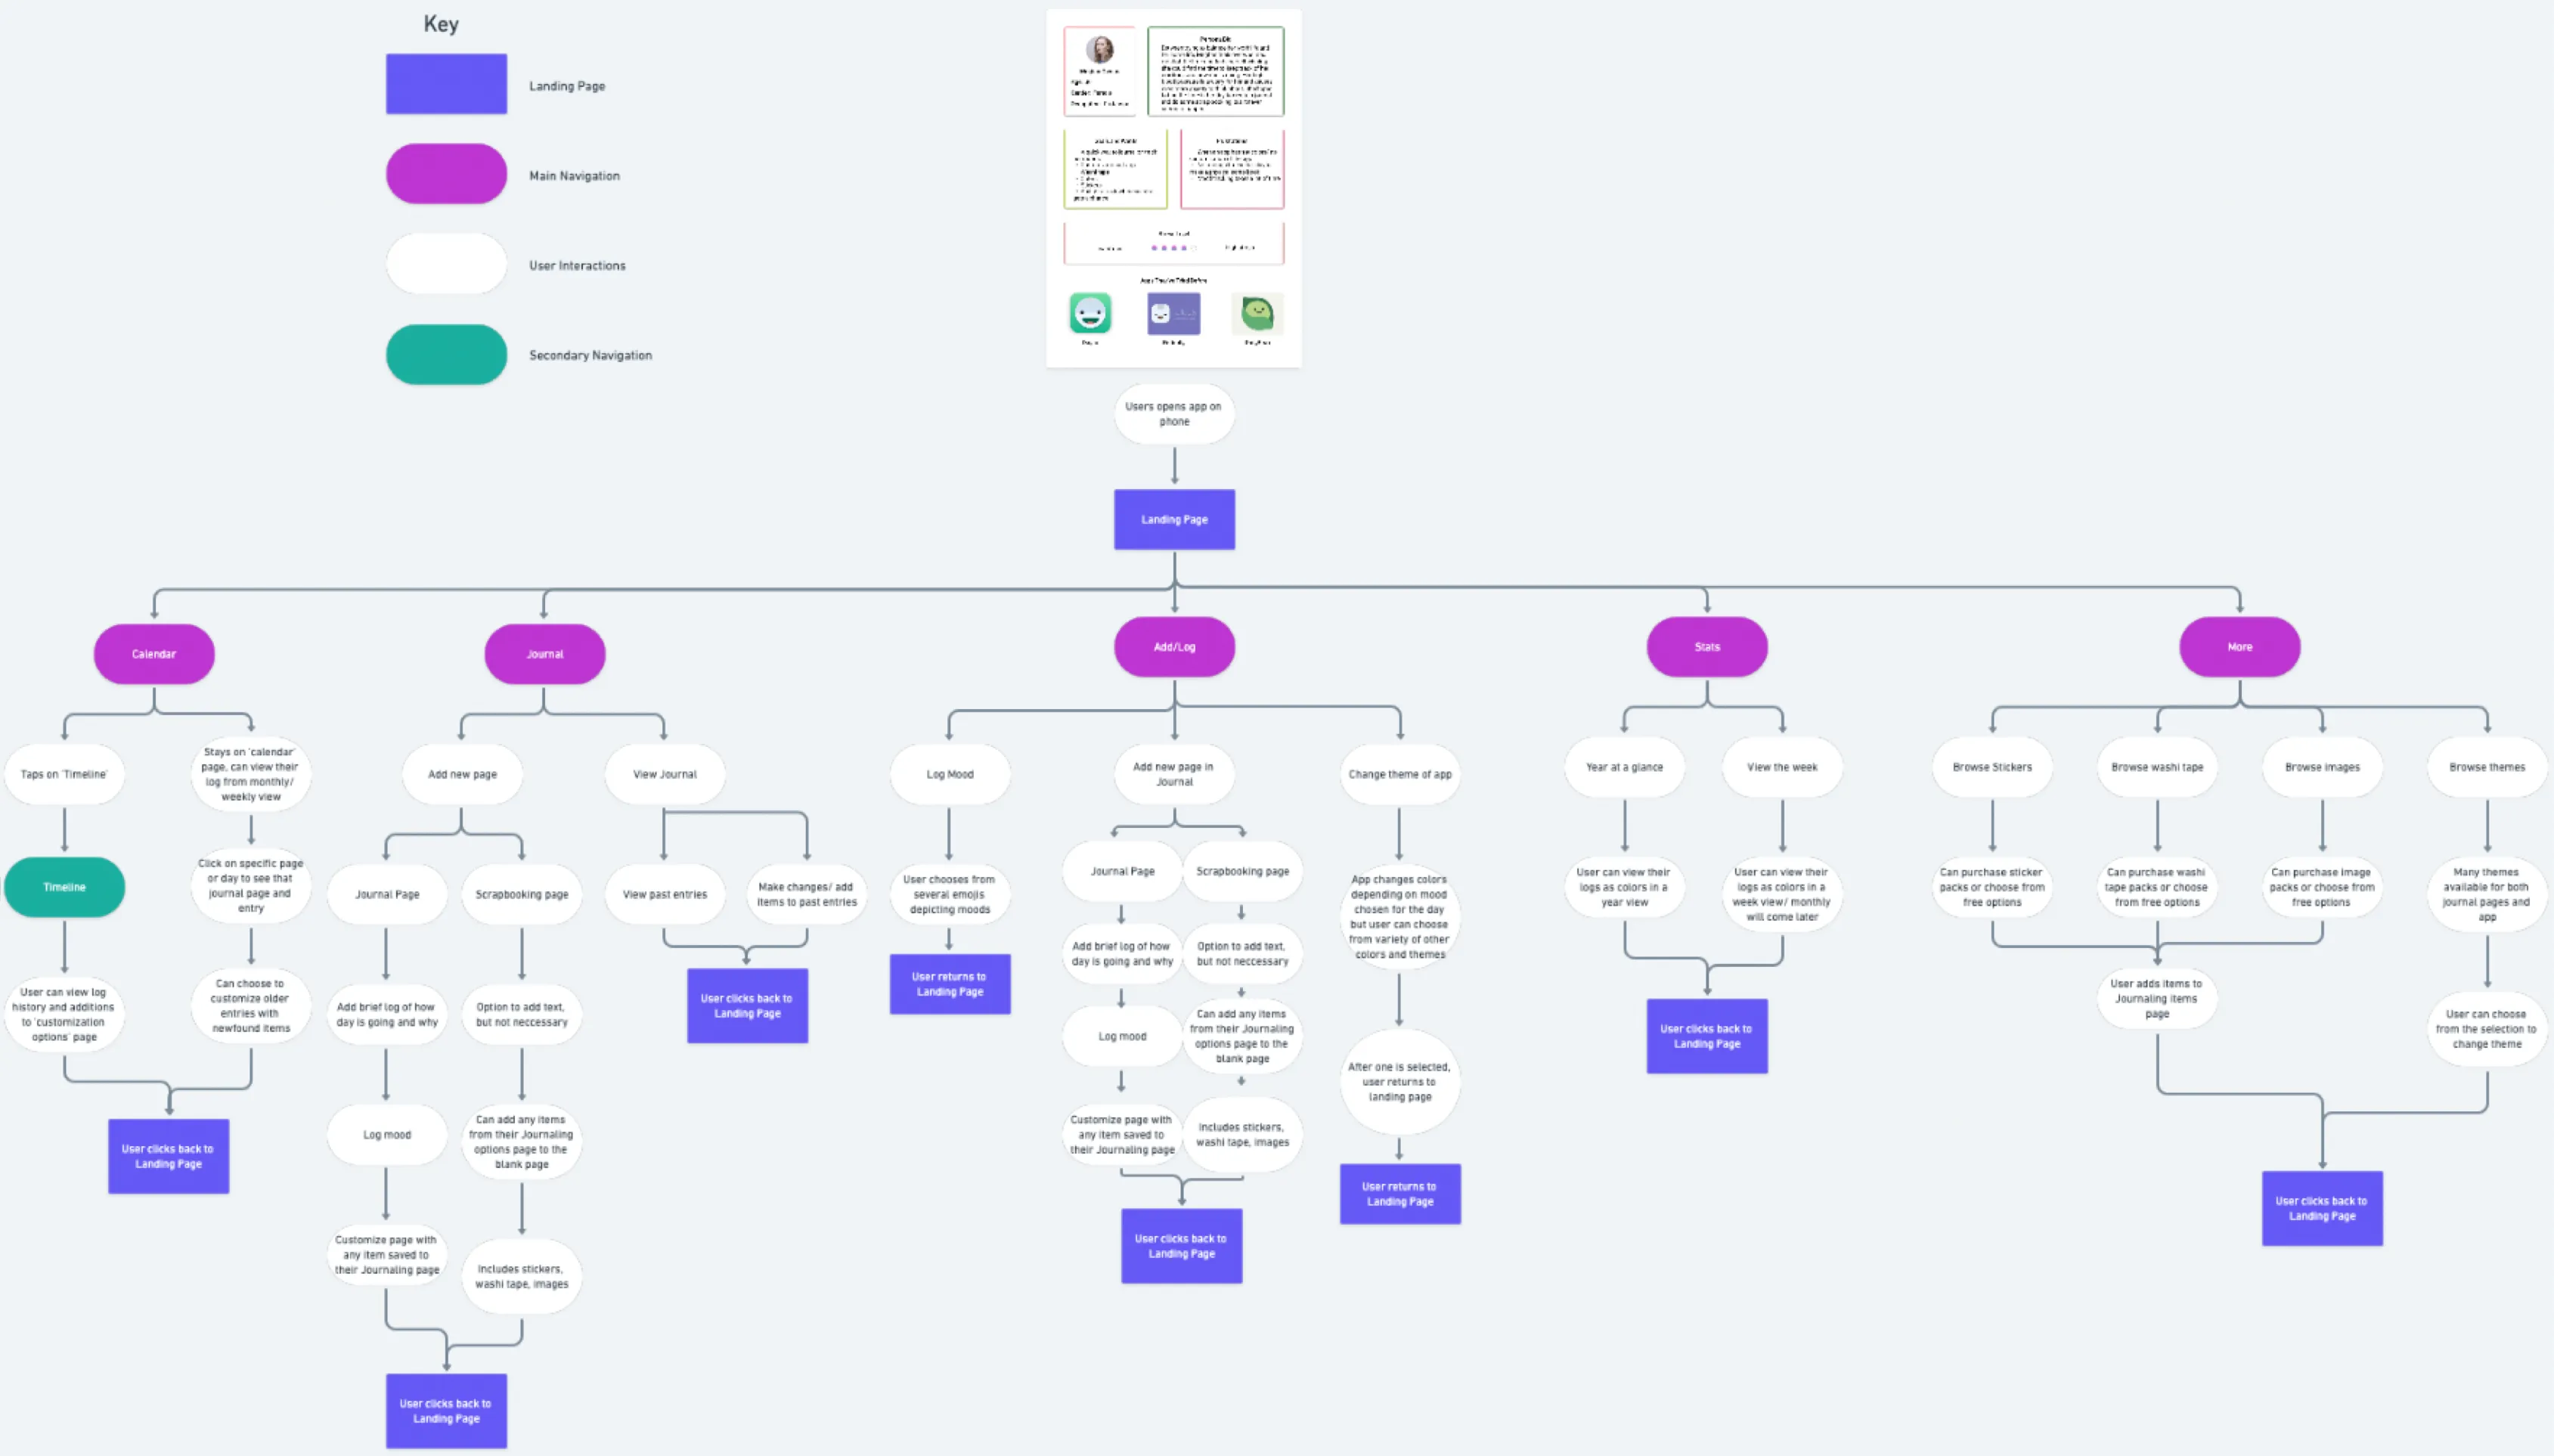 Key
Landing Page
Main Navigation
User Interactions
Secondary Navigation
Users opens app on
phone
Landing Page
Calendar
Journal
Add/Log
Stats
More
Taps on 'Timeline'
Stays on 'calendar'
page, can view their
log from monthly/
weekly view
Timeline
Click on specific page
or day to see that
journal page and
entry
User can view log
history and additions
to 'customization
options' page
Can choose to
customize older
entries with
newfound items
User clicks back to
Landing Page
Add new page
View Journal
Journal Page
Scrapbooking page
View past entries
Make changes/ add
items to past entries
Add brief log of how
day is going and why
Option to add text,
but not neccessary
User clicks back to
Landing Page
Log mood
Can add any items
from their Journaling
options page to the
blank page
Customize page with
any item saved to
their Journaling page
Includes stickers,
washi tape, images
User clicks back to
Landing Page
Log Mood
Add new page in
Journal
Change theme of app
User chooses from
several emojis
depicting moods
User returns to
Landing Page
Journal Page
Scrapbooking page
Add brief log of how
day is going and why
Option to add text,
but not neccessary
Log mood
Can add any items
from their Journaling
options page to the
blank page
Customize page with
any item saved to
their Journaling page
Includes stickers,
washi tape, images
User clicks back to
Landing Page
App changes colors
depending on mood
chosen for the day
but user can choose
from variety of other
colors and themes
After one is selected,
user returns to
landing page
User returns to
Landing Page
Year at a glance
View the week
User can view their
logs as colors in a
year view
User can view their
logs as colors in a
week view/ monthly
will come later
User clicks back to
Landing Page
Browse Stickers
Browse washi tape
Browse images
Browse themes
Can purchase sticker
packs or choose from
free options
Can purchase washi
tape packs or choose
from free options
Can purchase image
packs or choose from
free options
Many themes
available for both
journal pages and
app
User adds items to
Journaling items
page
User can choose
from the selection to
change theme
User clicks back to
Landing Page